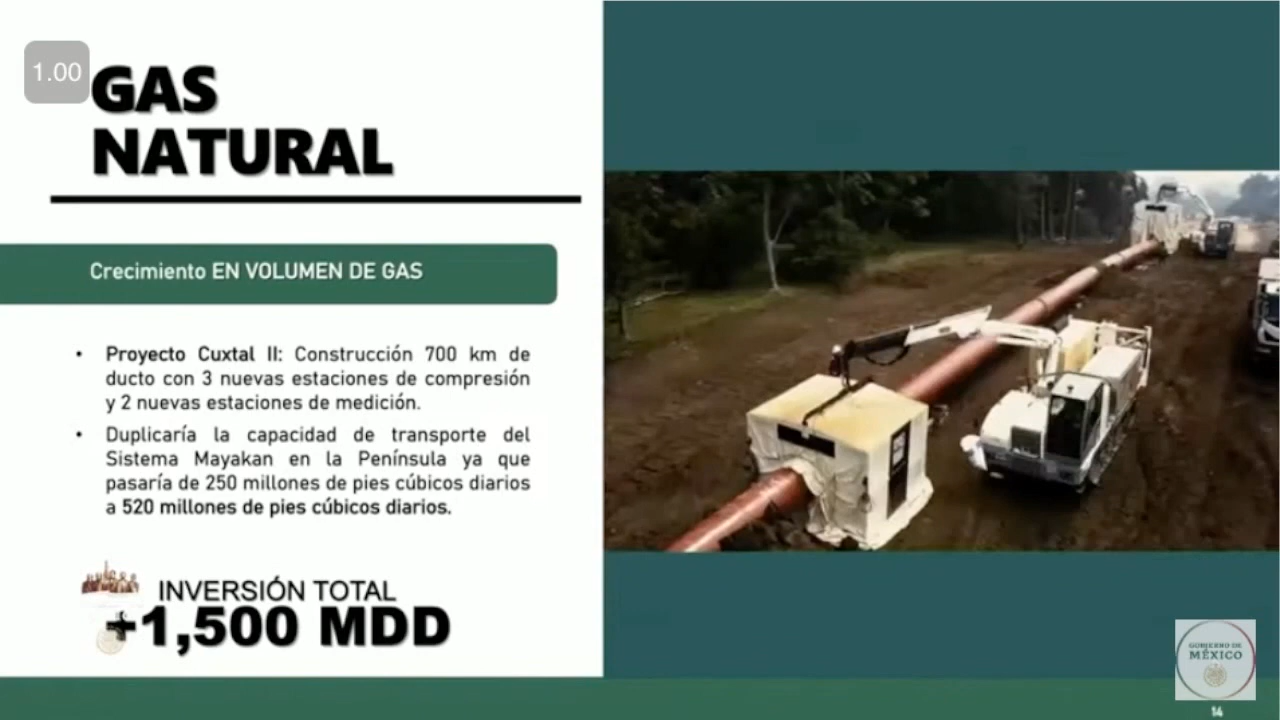 1.00
GAS
NATURAL
Crecimiento EN VOLUMEN DE GAS
• Proyecto Cuxtal II: Construcción 700 km de
ducto con 3 nuevas estaciones de compresión
y 2 nuevas estaciones de medición.
• Duplicaría la capacidad de transporte del
Sistema Mayakan en la Península ya que
pasaría de 250 millones de pies cúbicos diarios
a 520 millones de pies cúbicos diarios.
INVERSIÓN TOTAL
+1,500 MDD
GOBIERNO DE
MÉXICO
14